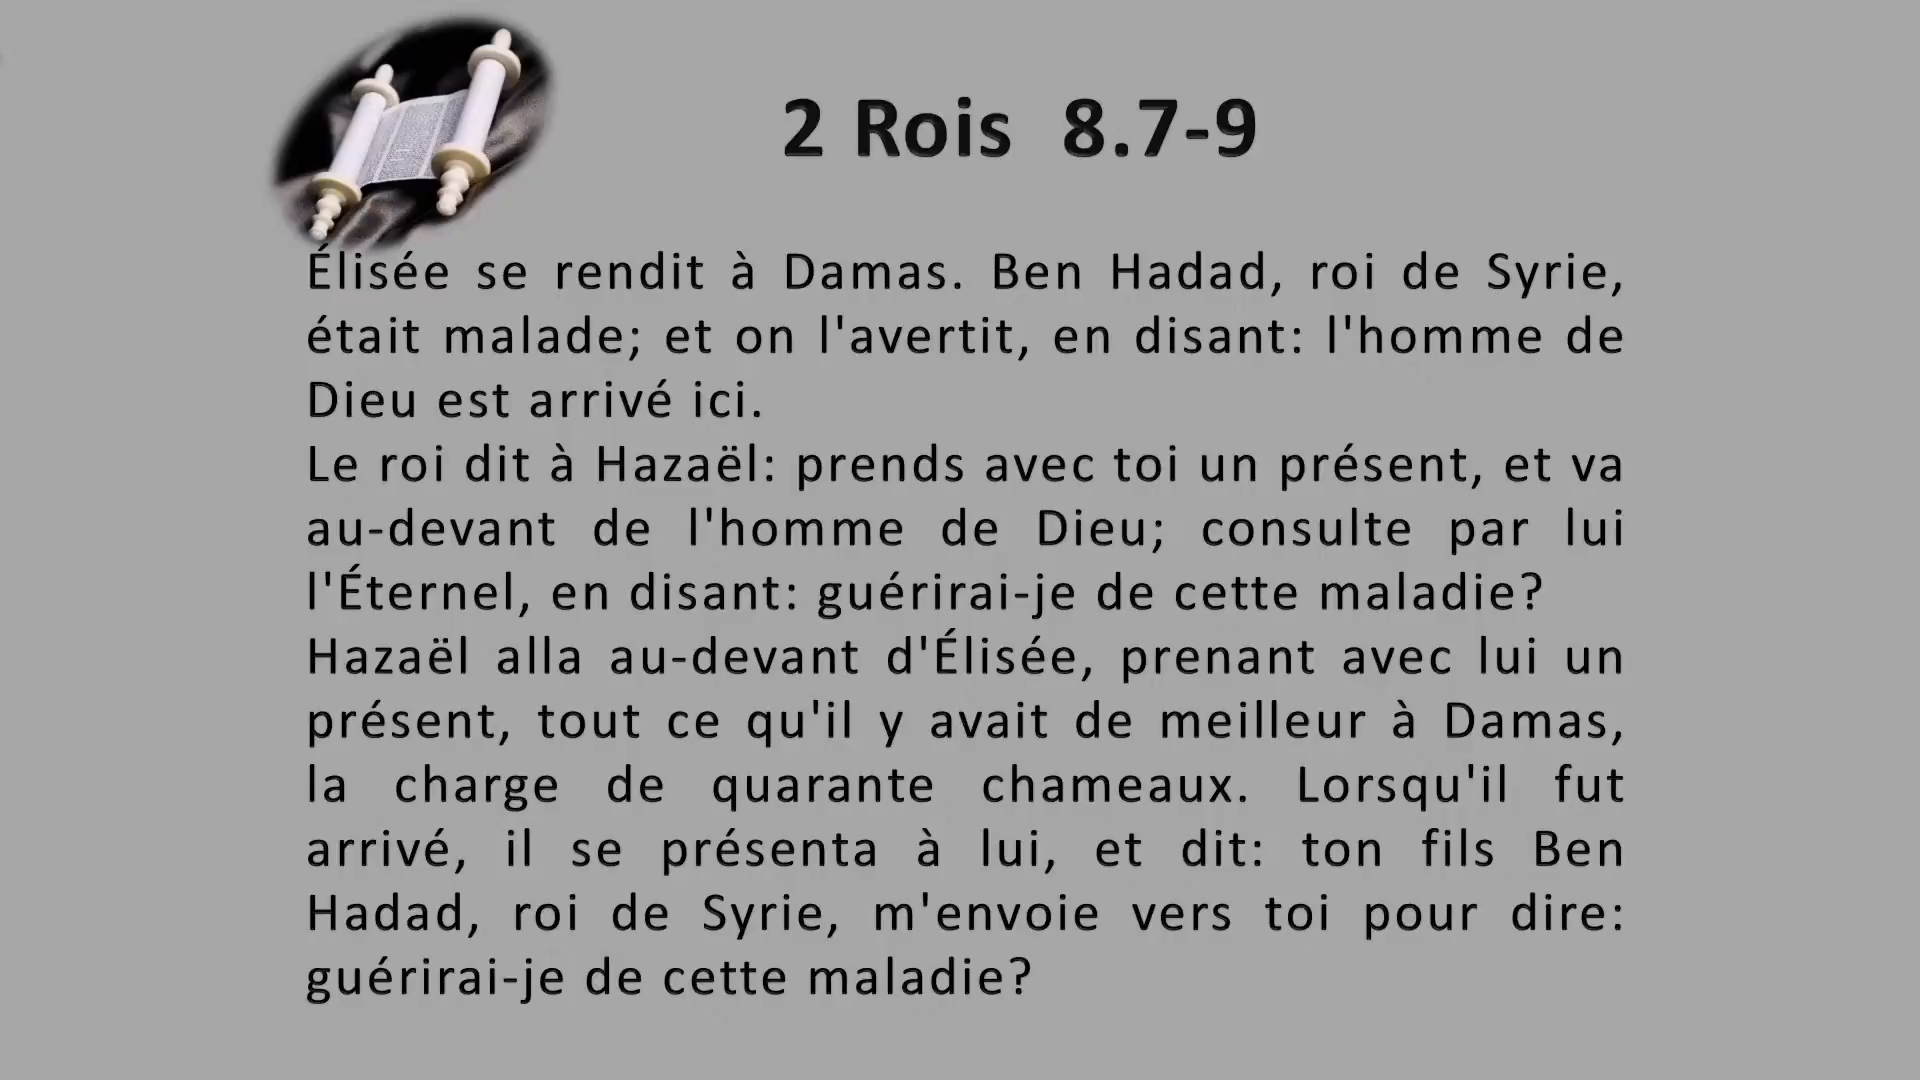 2 Rois 8.7-9
Élisée se rendit à Damas. Ben Hadad, roi de Syrie,
était malade; et on l'avertit, en disant: l'homme de
Dieu est arrivé ici.
Le roi dit à Hazaël: prends avec toi un présent, et va
au-devant de l'homme de Dieu; consulte par lui
l'Éternel, en disant: guérirai-je de cette maladie?
Hazaël alla au-devant d'Élisée, prenant avec lui un
présent, tout ce qu'il y avait de meilleur à Damas,
la charge de quarante chameaux. Lorsqu'il fut
arrivé, il se présenta à lui, et dit: ton fils Ben
Hadad, roi de Syrie, m'envoie vers toi pour dire:
guérirai-je de cette maladie?